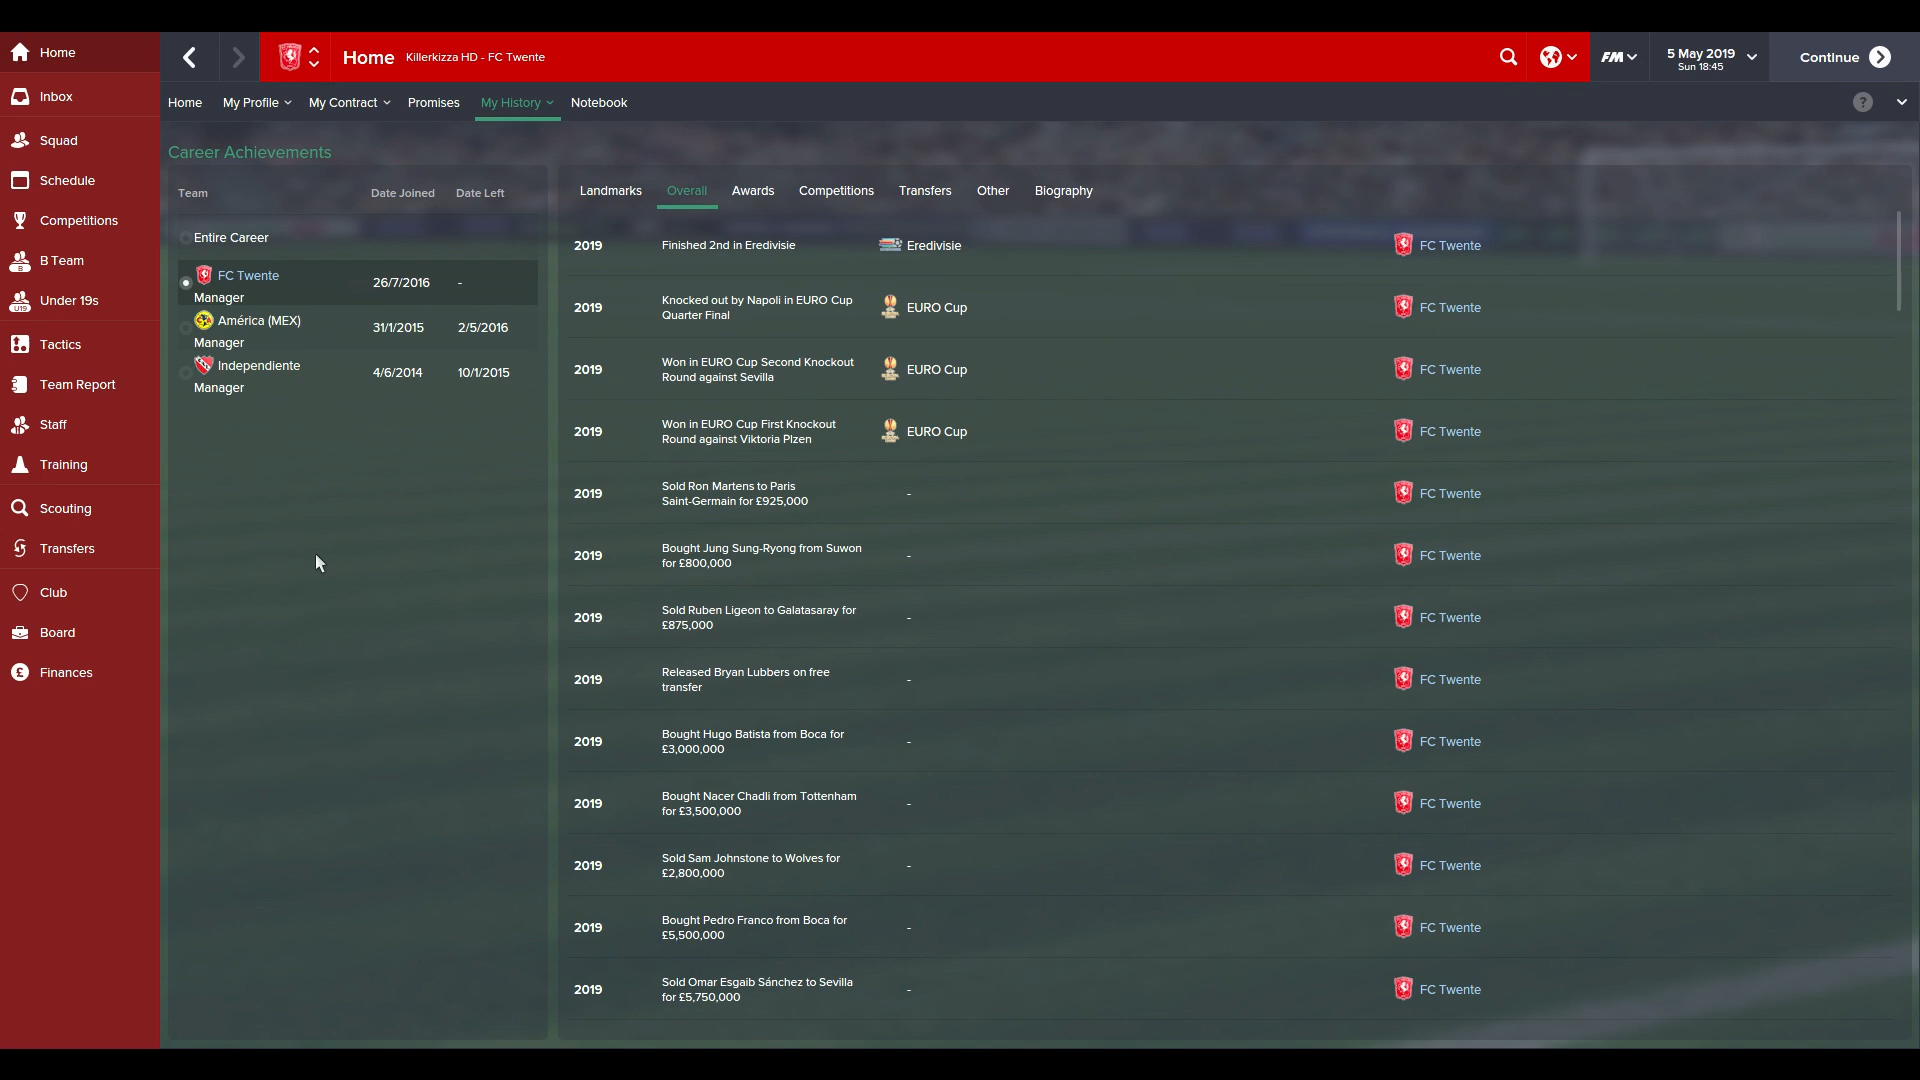 Home
Inbox
Squad
Schedule
Competitions
B
B Team
U19
Under 19s
Tactics
Team Report
Staff
Training
Scouting
Transfers
Club
Board
£
Finances
Home Killerkizza HD - FC Twente
FM
5 May 2019
Sun 18:45
Continue
Home My Profile My Contract Promises My History Notebook ?
Career Achievements
Team Date Joined Date Left
Entire Career
FC Twente
Manager
26/7/2016 -
América (MEX)
Manager
31/1/2015 2/5/2016
Independiente
Manager
4/6/2014 10/1/2015
Landmarks Overall Awards Competitions Transfers Other Biography
2019 Finished 2nd in Eredivisie Eredivisie FC Twente
2019 Knocked out by Napoli in EURO Cup
Quarter Final
EURO Cup FC Twente
2019 Won in EURO Cup Second Knockout
Round against Sevilla
EURO Cup FC Twente
2019 Won in EURO Cup First Knockout
Round against Viktoria Plzen
EURO Cup FC Twente
2019 Sold Ron Martens to Paris
Saint-Germain for £925,000
- FC Twente
2019 Bought Jung Sung-Ryong from Suwon
for £800,000
- FC Twente
2019 Sold Ruben Ligeon to Galatasaray for
£875,000
- FC Twente
2019 Released Bryan Lubbers on free
transfer
- FC Twente
2019 Bought Hugo Batista from Boca for
£3,000,000
- FC Twente
2019 Bought Nacer Chadli from Tottenham
for £3,500,000
- FC Twente
2019 Sold Sam Johnstone to Wolves for
£2,800,000
- FC Twente
2019 Bought Pedro Franco from Boca for
£5,500,000
- FC Twente
2019 Sold Omar Esgaib Sánchez to Sevilla
for £5,750,000
- FC Twente